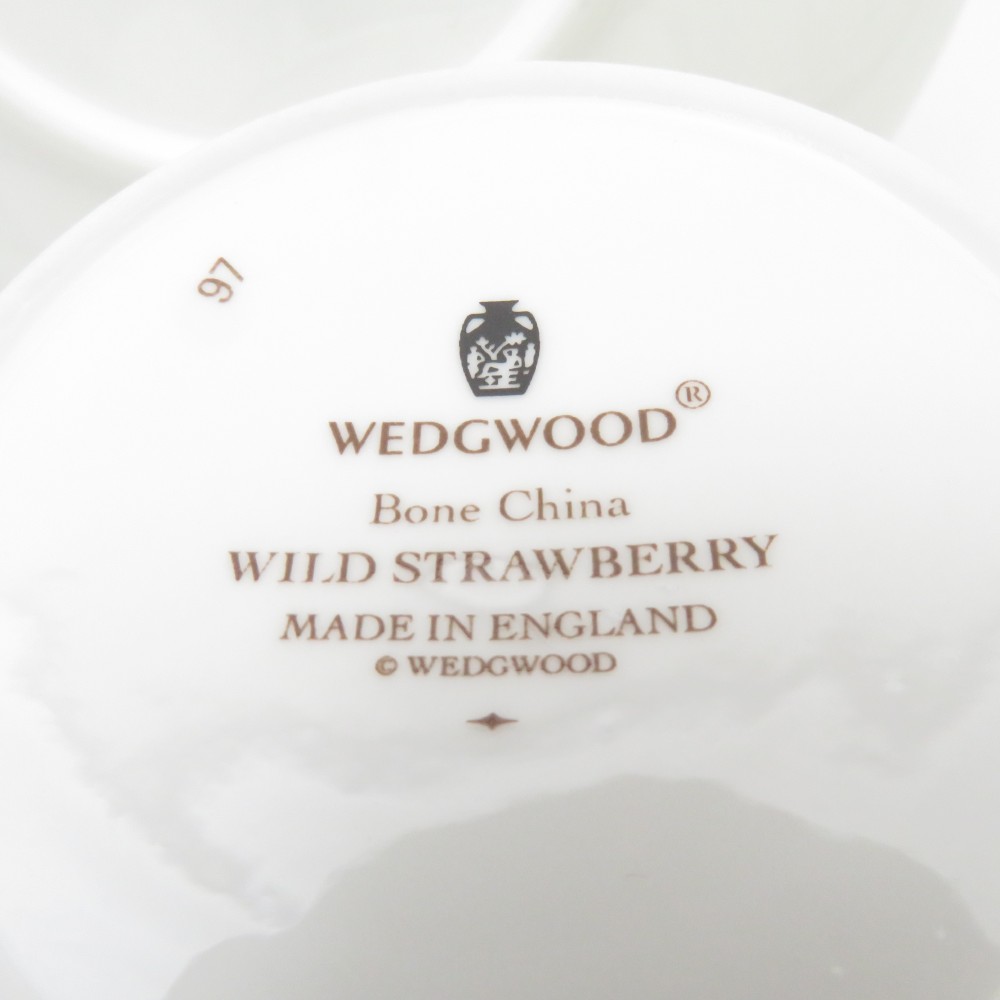 97
WEDGWOOD®
Bone China
WILD STRAWBERRY
MADE IN ENGLAND
© WEDGWOOD